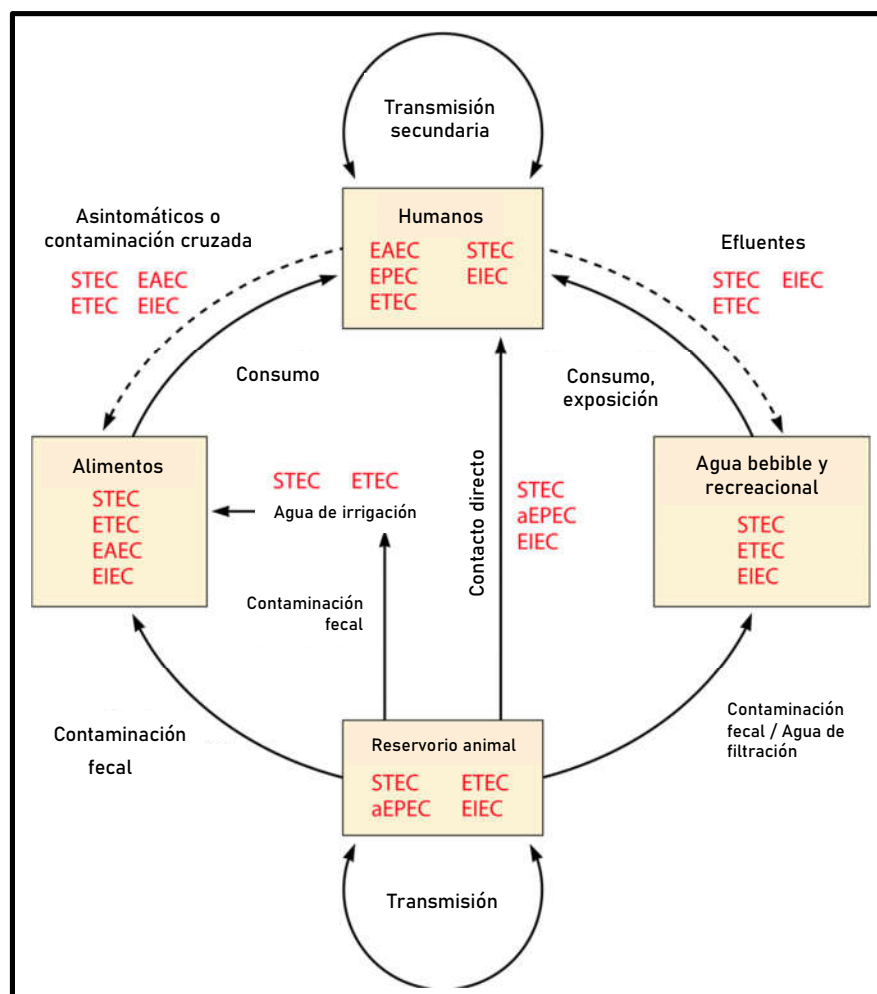 Transmisión
secundaria
Asintomáticos o
contaminación cruzada
STEC EAEC
ETEC EIEC
Humanos
EAEC STEC
EPEC EIEC
ETEC
Efluentes
STEC EIEC
ETEC
Consumo
Consumo,
exposición
Alimentos
STEC
ETEC
EAEC
EIEC
STEC ETEC
Agua de irrigación
Contaminación
fecal
Contacto directo
STEC
aEPEC
EIEC
Agua bebible y
recreacional
STEC
ETEC
EIEC
Contaminación
fecal
Reservorio animal
STEC ETEC
aEPEC EIEC
Contaminación
fecal / Agua de
filtración
Transmisión